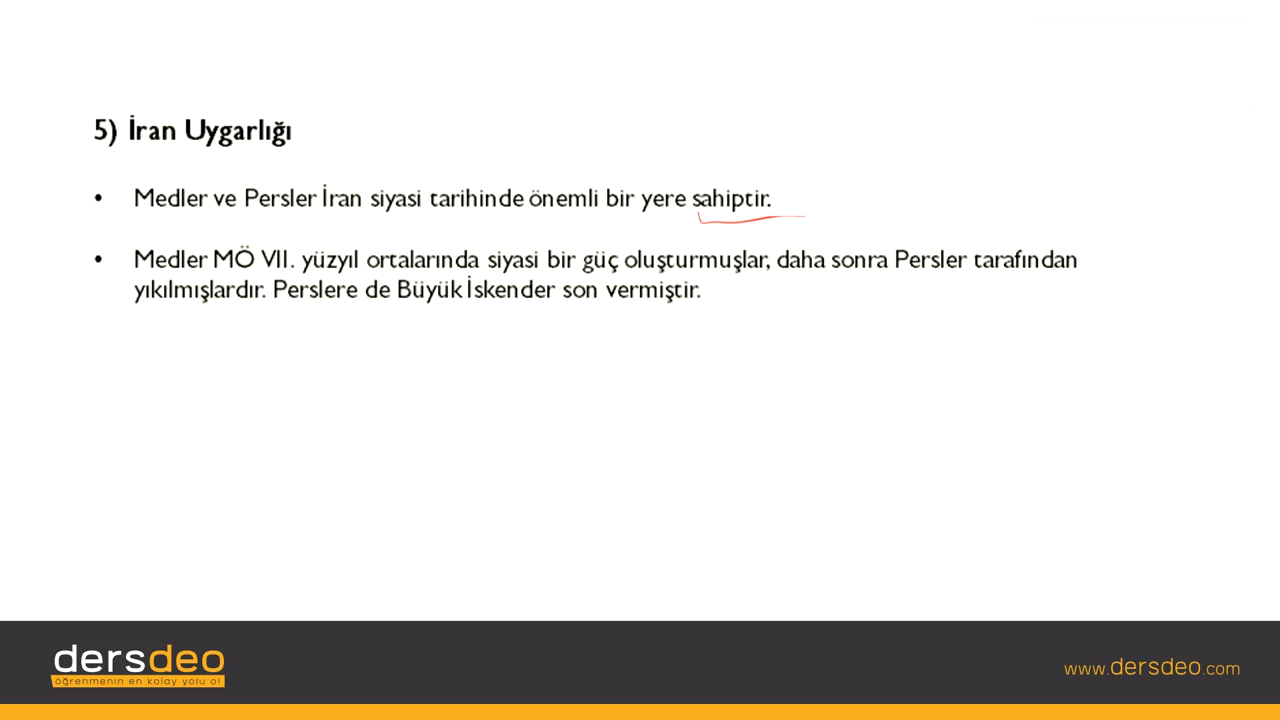 5) İran Uygarlığı
• Medler ve Persler İran siyasi tarihinde önemli bir yere sahiptir.
• Medler MÖ VII. yüzyıl ortalarında siyasi bir güç oluşturmuşlar, daha sonra Persler tarafından
yıkılmışlardır. Perslere de Büyük İskender son vermiştir.
dersdeo
öğrenmenin en kolay yolu o!
www.dersdeo.com